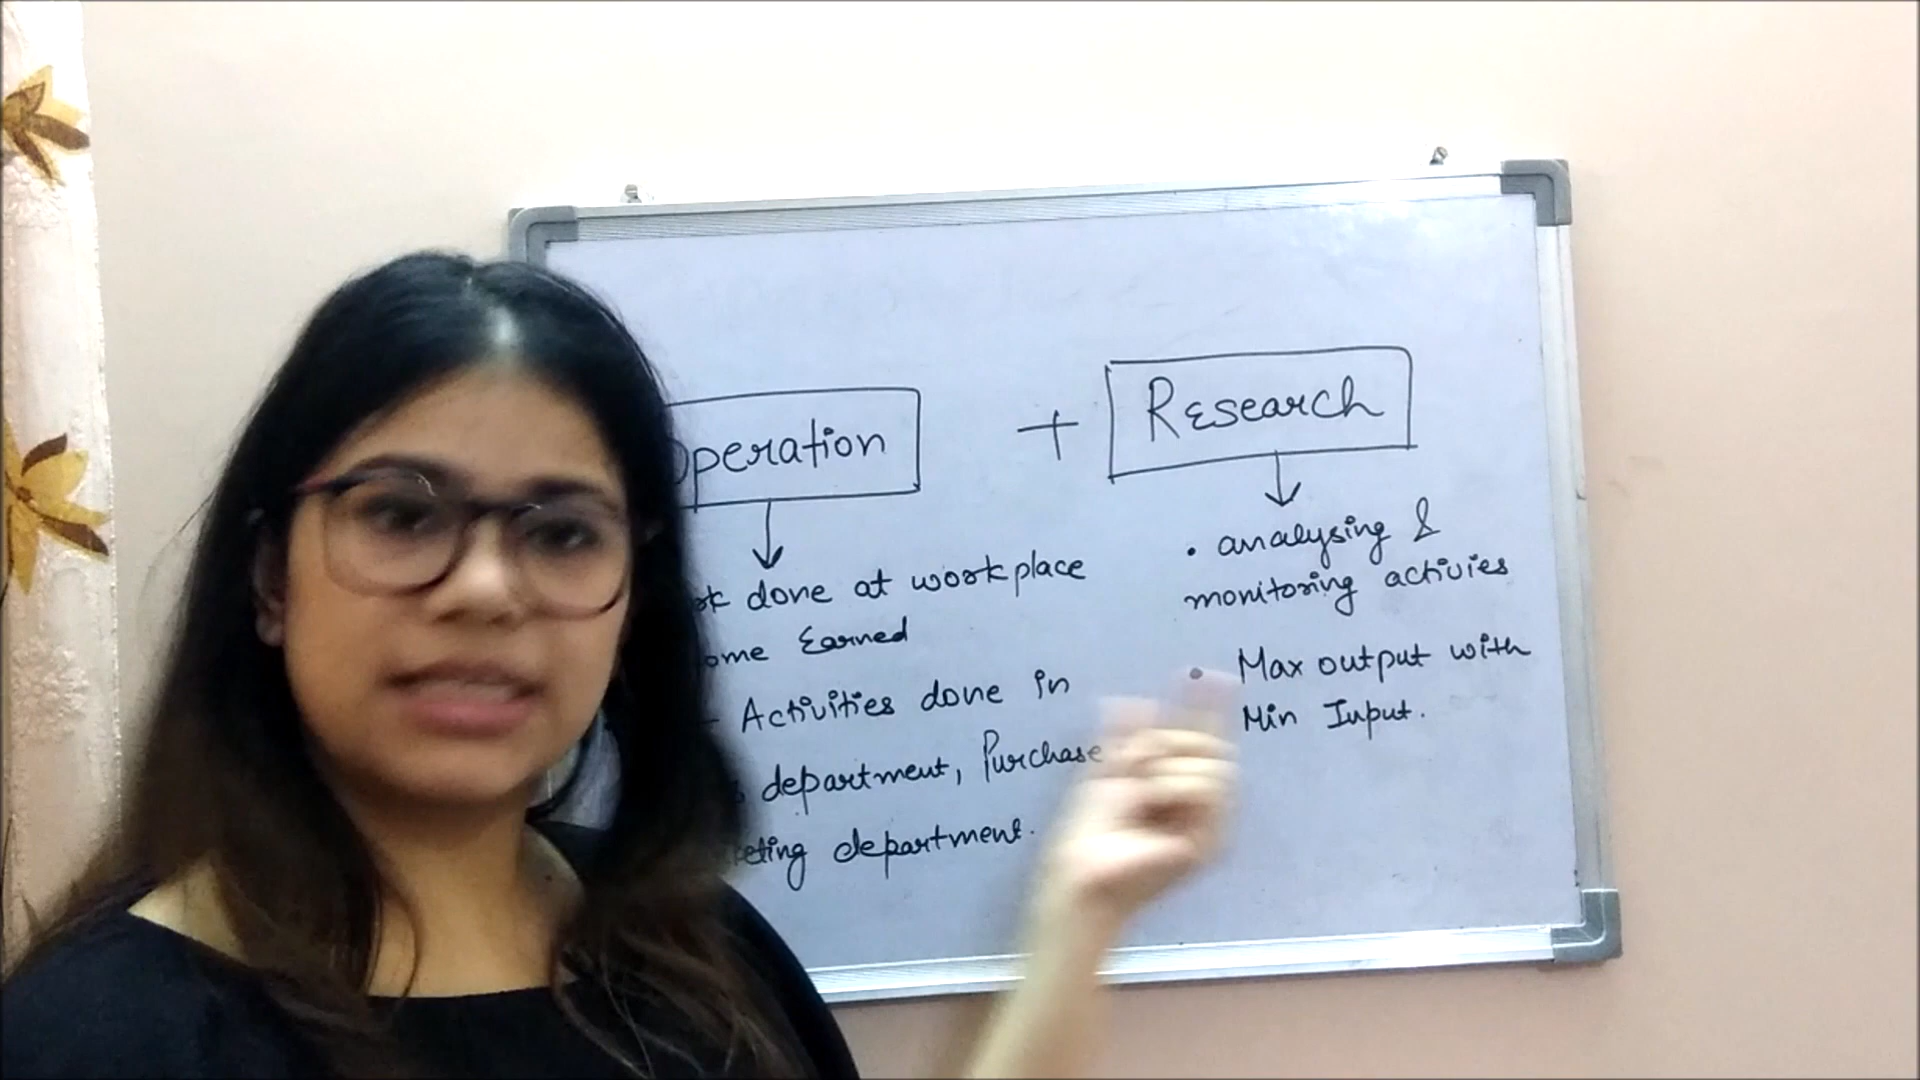 Operation + Research
done at workplace
Earned
- Activities done in
department, Purchase
department.
• analysing &
monitoring activies
• Max output with
Min Input.